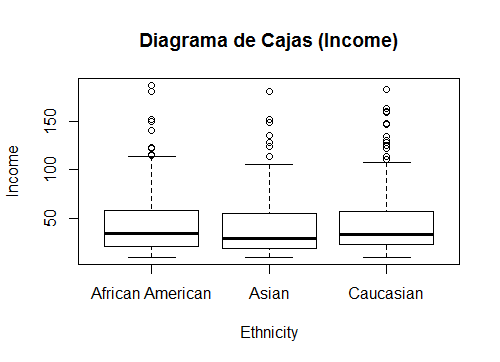 Diagrama de Cajas (Income)
150
100
50
Income
African American
Asian
Caucasian
Ethnicity